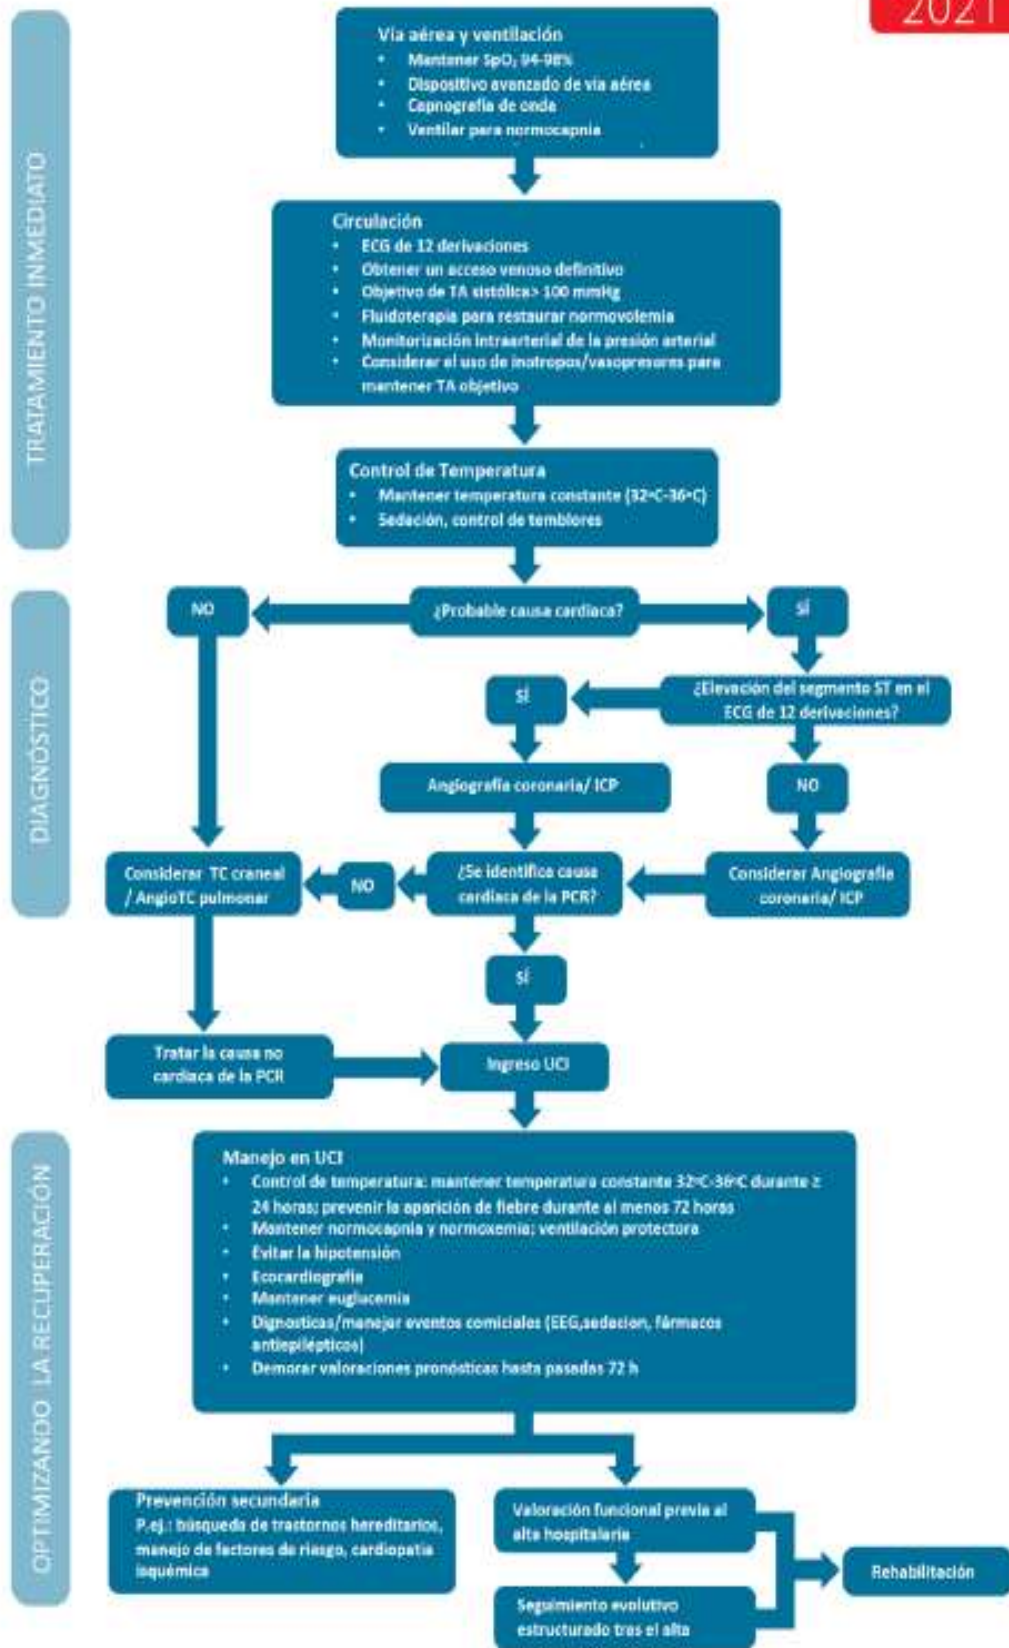 2021
TRATAMIENTO INMEDIATO
Vía aérea y ventilación
• Mantener SpO₂ 94-98%
• Dispositivo avanzado de vía aérea
• Capnografía de onda
• Ventilar para normocapnia
Circulación
• ECG de 12 derivaciones
• Obtener un acceso venoso definitivo
• Objetivo de TA sistólica> 100 mmHg
• Fluidoterapia para restaurar normovolemia
• Monitorización intraarterial de la presión arterial
• Considerar el uso de inotropos/vasopresores para
mantener TA objetivo
Control de Temperatura
• Mantener temperatura constante (32ºC-36ºC)
• Sedación, control de temblores
DIAGNÓSTICO
NO
¿Probable causa cardiaca?
SÍ
SÍ
¿Elevación del segmento ST en el
ECG de 12 derivaciones?
Angiografía coronaria/ ICP
NO
Considerar TC craneal
/ AngioTC pulmonar
NO
¿Se identifica causa
cardiaca de la PCR?
Considerar Angiografía
coronaria/ ICP
SÍ
Tratar la causa no
cardiaca de la PCR
Ingreso UCI
OPTIMIZANDO LA RECUPERACIÓN
Manejo en UCI
• Control de temperatura: mantener temperatura constante 32ºC-36ºC durante ≥
24 horas; prevenir la aparición de fiebre durante al menos 72 horas
• Mantener normocapnia y normoxemia; ventilación protectora
• Evitar la hipotensión
• Ecocardiografía
• Mantener euglucemia
• Dignosticas/manejar eventos comiciales (EEG,sedacion, fármacos
antiepilépticos)
• Demorar valoraciones pronósticas hasta pasadas 72 h
Prevención secundaria
P.ej.: búsqueda de trastornos hereditarios,
manejo de factores de riesgo, cardiopatía
isquémica
Valoración funcional previa al
alta hospitalaria
Seguimiento evolutivo
estructurado tras el alta
Rehabilitación